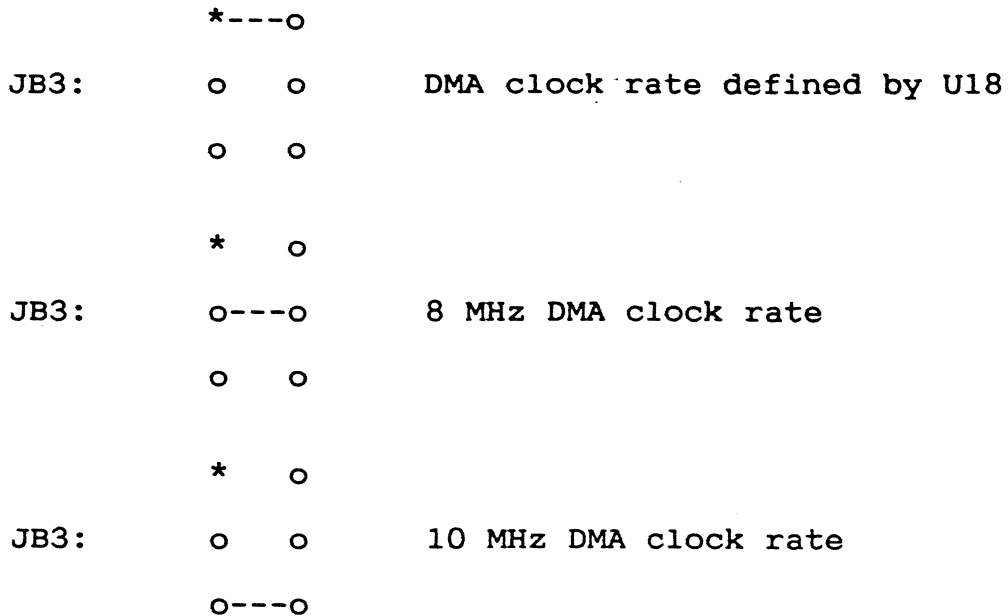 *---o
JB3: o o DMA clock rate defined by U18
o o
* o
JB3: o---o 8 MHz DMA clock rate
o o
* o
JB3: o o 10 MHz DMA clock rate
o---o